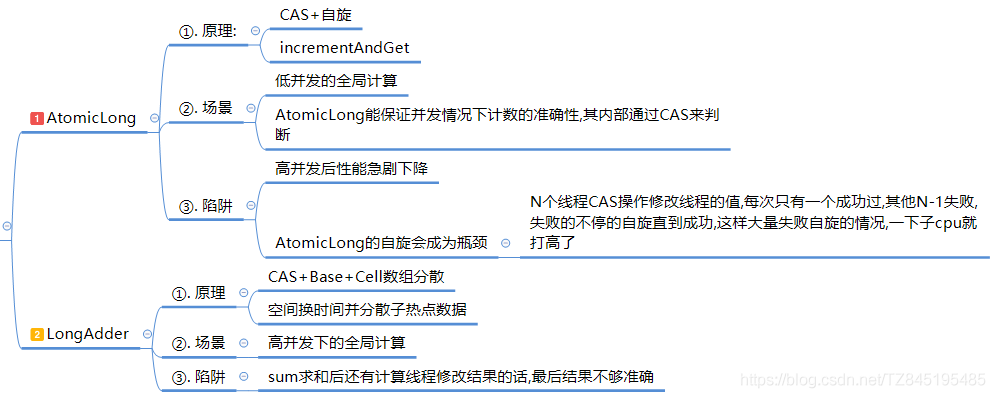 ①. 原理:
CAS+自旋
incrementAndGet
②. 场景
低并发的全局计算
AtomicLong能保证并发情况下计数的准确性,其内部通过CAS来判
断
1 AtomicLong
③. 陷阱
高并发后性能急剧下降
AtomicLong的自旋会成为瓶颈
N个线程CAS操作修改线程的值,每次只有一个成功过,其他N-1失败,
失败的不停的自旋直到成功,这样大量失败自旋的情况,一下子cpu就
打高了
①. 原理
CAS+Base+Cell数组分散
空间换时间并分散子热点数据
2 LongAdder
②. 场景
高并发下的全局计算
③. 陷阱
sum求和后还有计算线程修改结果的话,最后结果不够准确
https://blog.csdn.net/TZ845195485